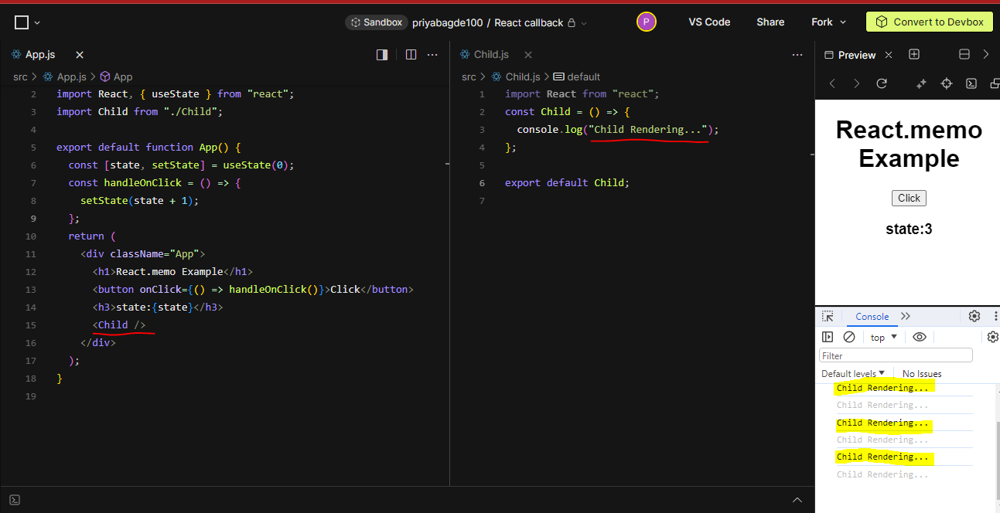 Sandbox priyabagde100 / React callback
P
VS Code
Share
Fork
Convert to Devbox
App.js
src > App.js > App
2 import React, { useState } from "react";
3 import Child from "./Child";
4
5 export default function App() {
6 const [state, setState] = useState(0);
7 const handleOnClick = () => {
8 setState(state + 1);
9 };
10 return (
11 <div className="App">
12 <h1>React.memo Example</h1>
13 <button onClick={() => handleOnClick()}>Click</button>
14 <h3>state:{state}</h3>
15 <Child />
16 </div>
17 );
18 }
19
Child.js
src > Child.js > default
1 import React from "react";
2 const Child = () => {
3 console.log("Child Rendering...");
4 };
5
6 export default Child;
7
Preview
React.memo
Example
Click
state:3
Console
top
Filter
Default levels No Issues
Child Rendering...
Child Rendering...
Child Rendering...
Child Rendering...
Child Rendering...
Child Rendering...